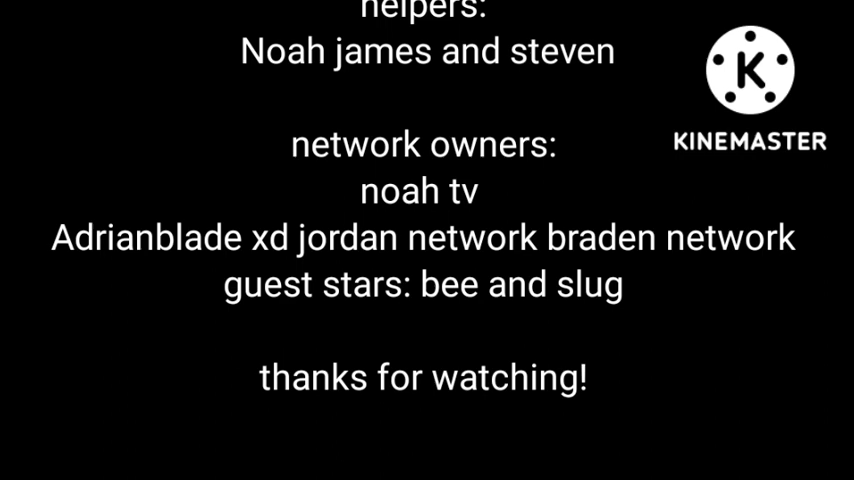 helpers:
Noah james and steven
network owners:
noah tv
Adrianblade xd jordan network braden network
guest stars: bee and slug
thanks for watching!
K
KINEMASTER